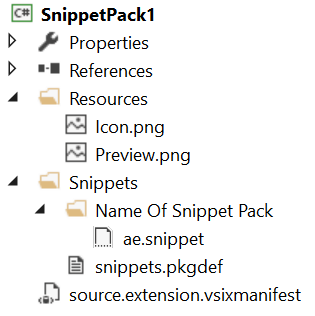 C# SnippetPack1
Properties
References
Resources
Icon.png
Preview.png
Snippets
Name Of Snippet Pack
ae.snippet
snippets.pkgdef
source.extension.vsixmanifest